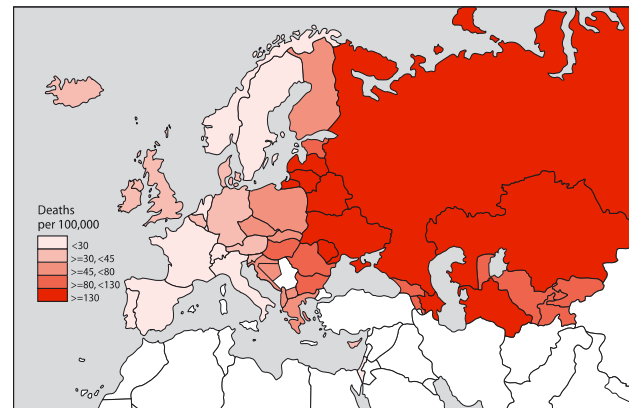 Deaths
per 100,000
<30
>=30, <45
>=45, <80
>=80, <130
>=130